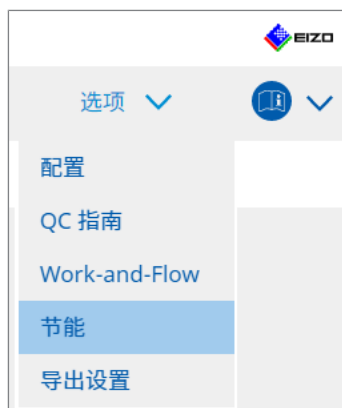 EIZO
选项
配置
QC 指南
Work-and-Flow
节能
导出设置